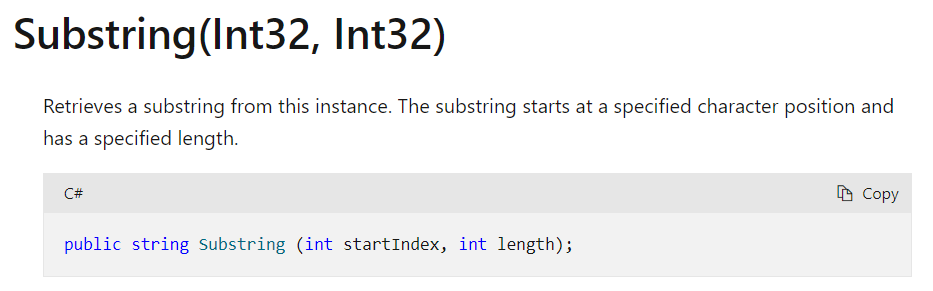 Substring(Int32, Int32)
Retrieves a substring from this instance. The substring starts at a specified character position and
has a specified length.
C# Copy
public string Substring (int startIndex, int length);